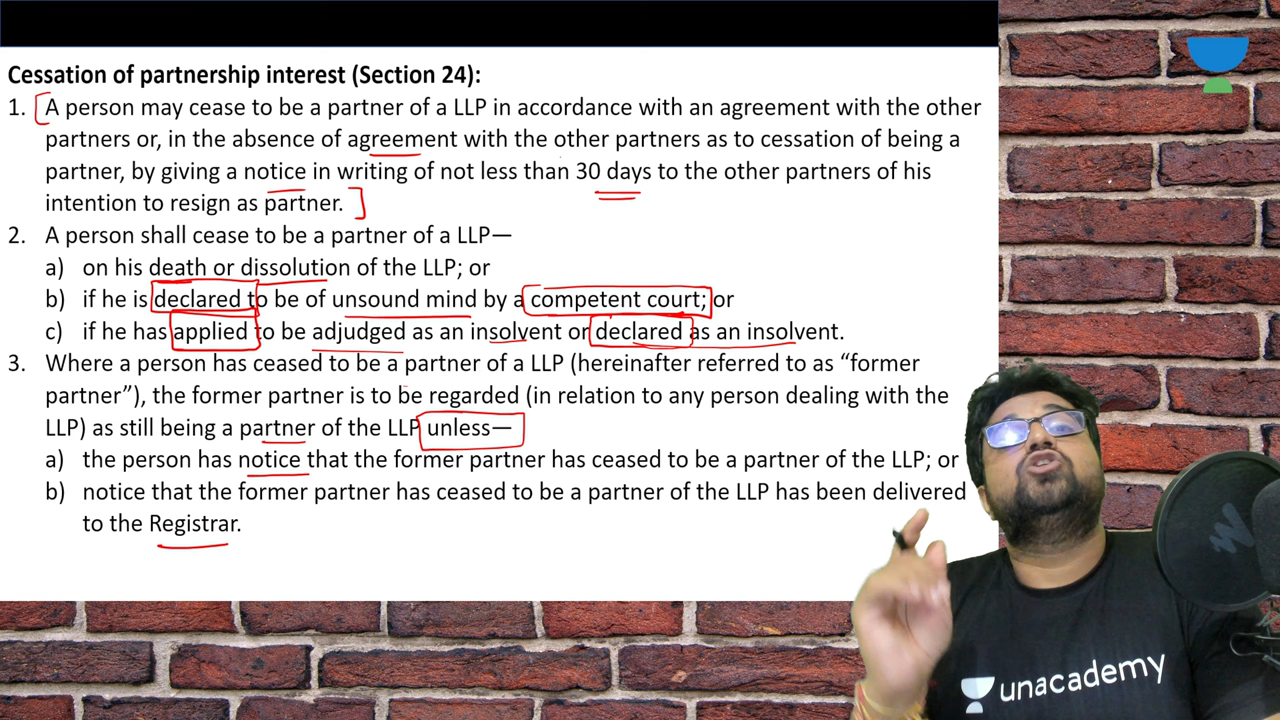 Cessation of partnership interest (Section 24):
1. A person may cease to be a partner of a LLP in accordance with an agreement with the other
partners or, in the absence of agreement with the other partners as to cessation of being a
partner, by giving a notice in writing of not less than 30 days to the other partners of his
intention to resign as partner.
2. A person shall cease to be a partner of a LLP—
a) on his death or dissolution of the LLP; or
b) if he is declared to be of unsound mind by a competent court; or
c) if he has applied to be adjudged as an insolvent or declared as an insolvent.
3. Where a person has ceased to be a partner of a LLP (hereinafter referred to as “former
partner”), the former partner is to be regarded (in relation to any person dealing with the
LLP) as still being a partner of the LLP unless—
a) the person has notice that the former partner has ceased to be a partner of the LLP; or
b) notice that the former partner has ceased to be a partner of the LLP has been delivered
to the Registrar.
unacademy